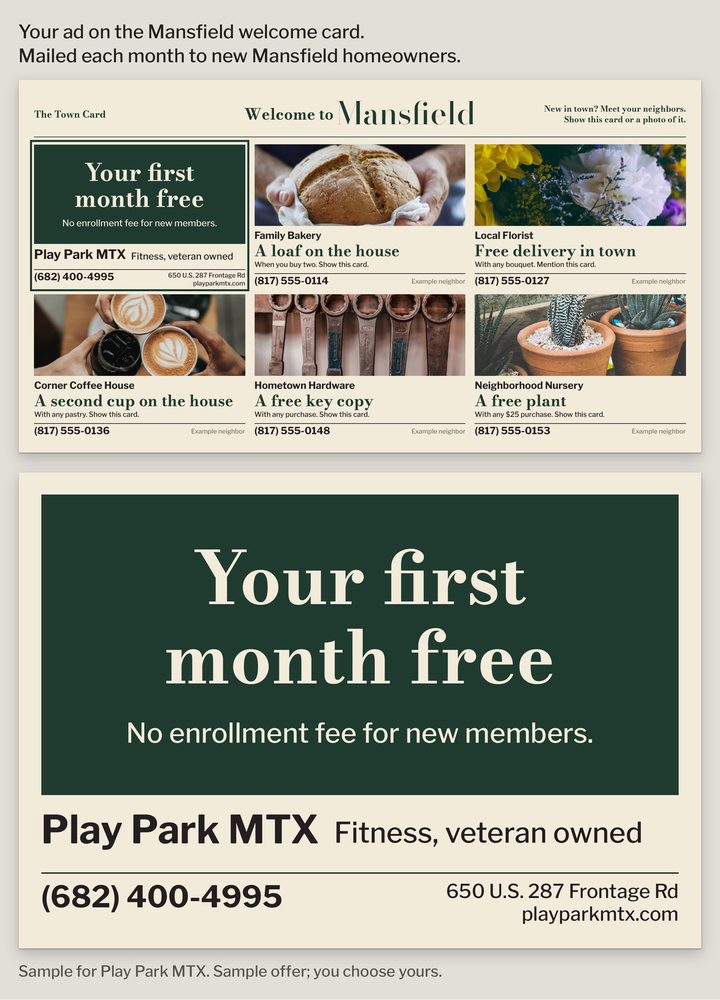 Your ad on the Mansfield welcome card.
Mailed each month to new Mansfield homeowners.
The Town Card
Welcome to Mansfield
New in town? Meet your neighbors.
Show this card or a photo of it.
Your first
month free
No enrollment fee for new members.
Play Park MTX Fitness, veteran owned
(682) 400-4995
650 U.S. 287 Frontage Rd
playparkmtx.com
Family Bakery
A loaf on the house
When you buy two. Show this card.
(817) 555-0114
Example neighbor
Local Florist
Free delivery in town
With any bouquet. Mention this card.
(817) 555-0127
Example neighbor
Corner Coffee House
A second cup on the house
With any pastry. Show this card.
(817) 555-0136
Example neighbor
Hometown Hardware
A free key copy
With any purchase. Show this card.
(817) 555-0148
Example neighbor
Neighborhood Nursery
A free plant
With any $25 purchase. Show this card.
(817) 555-0153
Example neighbor
Your first
month free
No enrollment fee for new members.
Play Park MTX Fitness, veteran owned
(682) 400-4995
650 U.S. 287 Frontage Rd
playparkmtx.com
Sample for Play Park MTX. Sample offer; you choose yours.